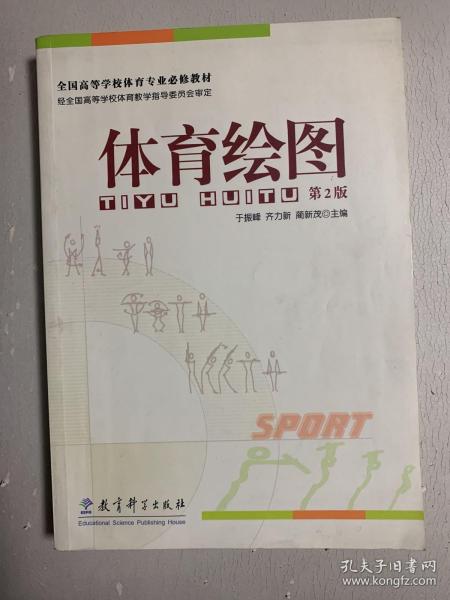 全国高等学校体育专业必修教材
经全国高等学校体育教学指导委员会审定
体育绘图
TIYU HUITU 第2版
于振峰 齐力新 蔺新茂◎主编
SPORT
教育科学出版社
Educational Science Publishing House
孔夫子旧书网
www.kongfz.com